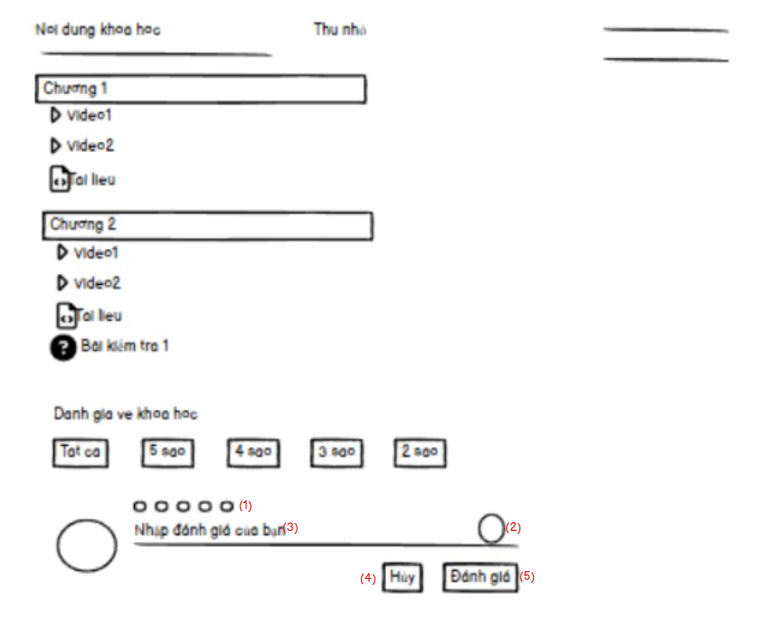 Noi dung khoa hoc Thu nhỏ
Chương 1
Video1
Video2
Tai lieu
Chương 2
Video1
Video2
Tai lieu
Bài kiểm tra 1
Danh gia ve khoa hoc
Tat ca 5 sao 4 sao 3 sao 2 sao
(1)
Nhập đánh giá của bạn(3) (2)
(4) Hủy Đánh giá (5)